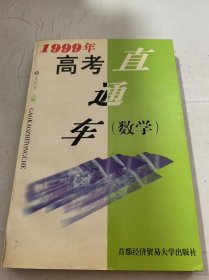 1999年
高考
直
通
车
(数学)
GAOKAOZHITONGCHE
首都经济贸易大学出版社